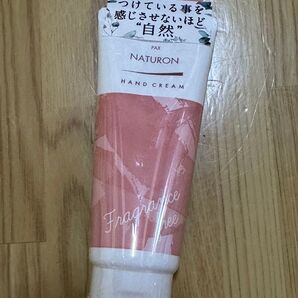 つけている事を
感じさせないほど
“自然”
PAX
NATURON
HAND CREAM
Fragrance
free